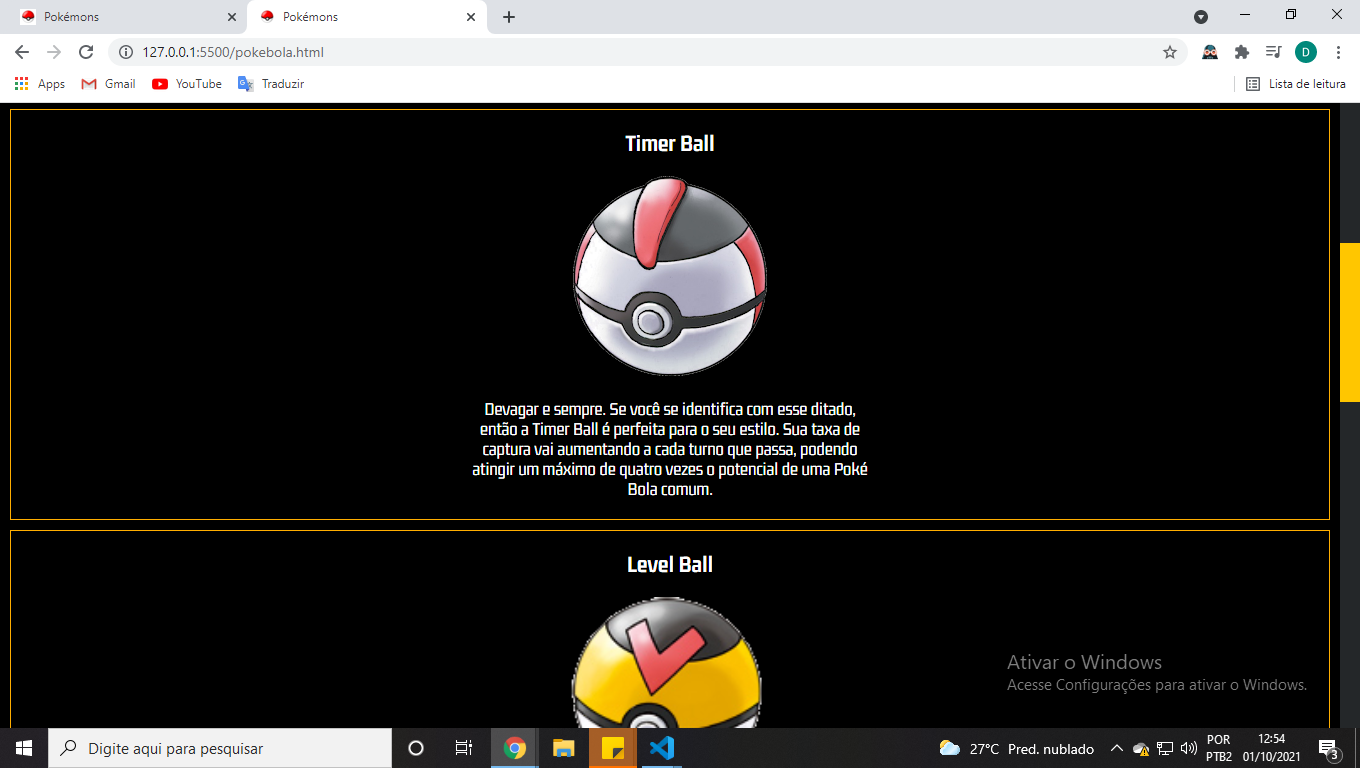 Pokémons
Pokémons
127.0.0.1:5500/pokebola.html
D
Apps
Gmail
YouTube
Traduzir
Lista de leitura
Timer Ball
Devagar e sempre. Se você se identifica com esse ditado,
então a Timer Ball é perfeita para o seu estilo. Sua taxa de
captura vai aumentando a cada turno que passa, podendo
atingir um máximo de quatro vezes o potencial de uma Poké
Bola comum.
Level Ball
Ativar o Windows
Acesse Configurações para ativar o Windows.
Digite aqui para pesquisar
27°C Pred. nublado
POR
PTB2
12:54
01/10/2021
3